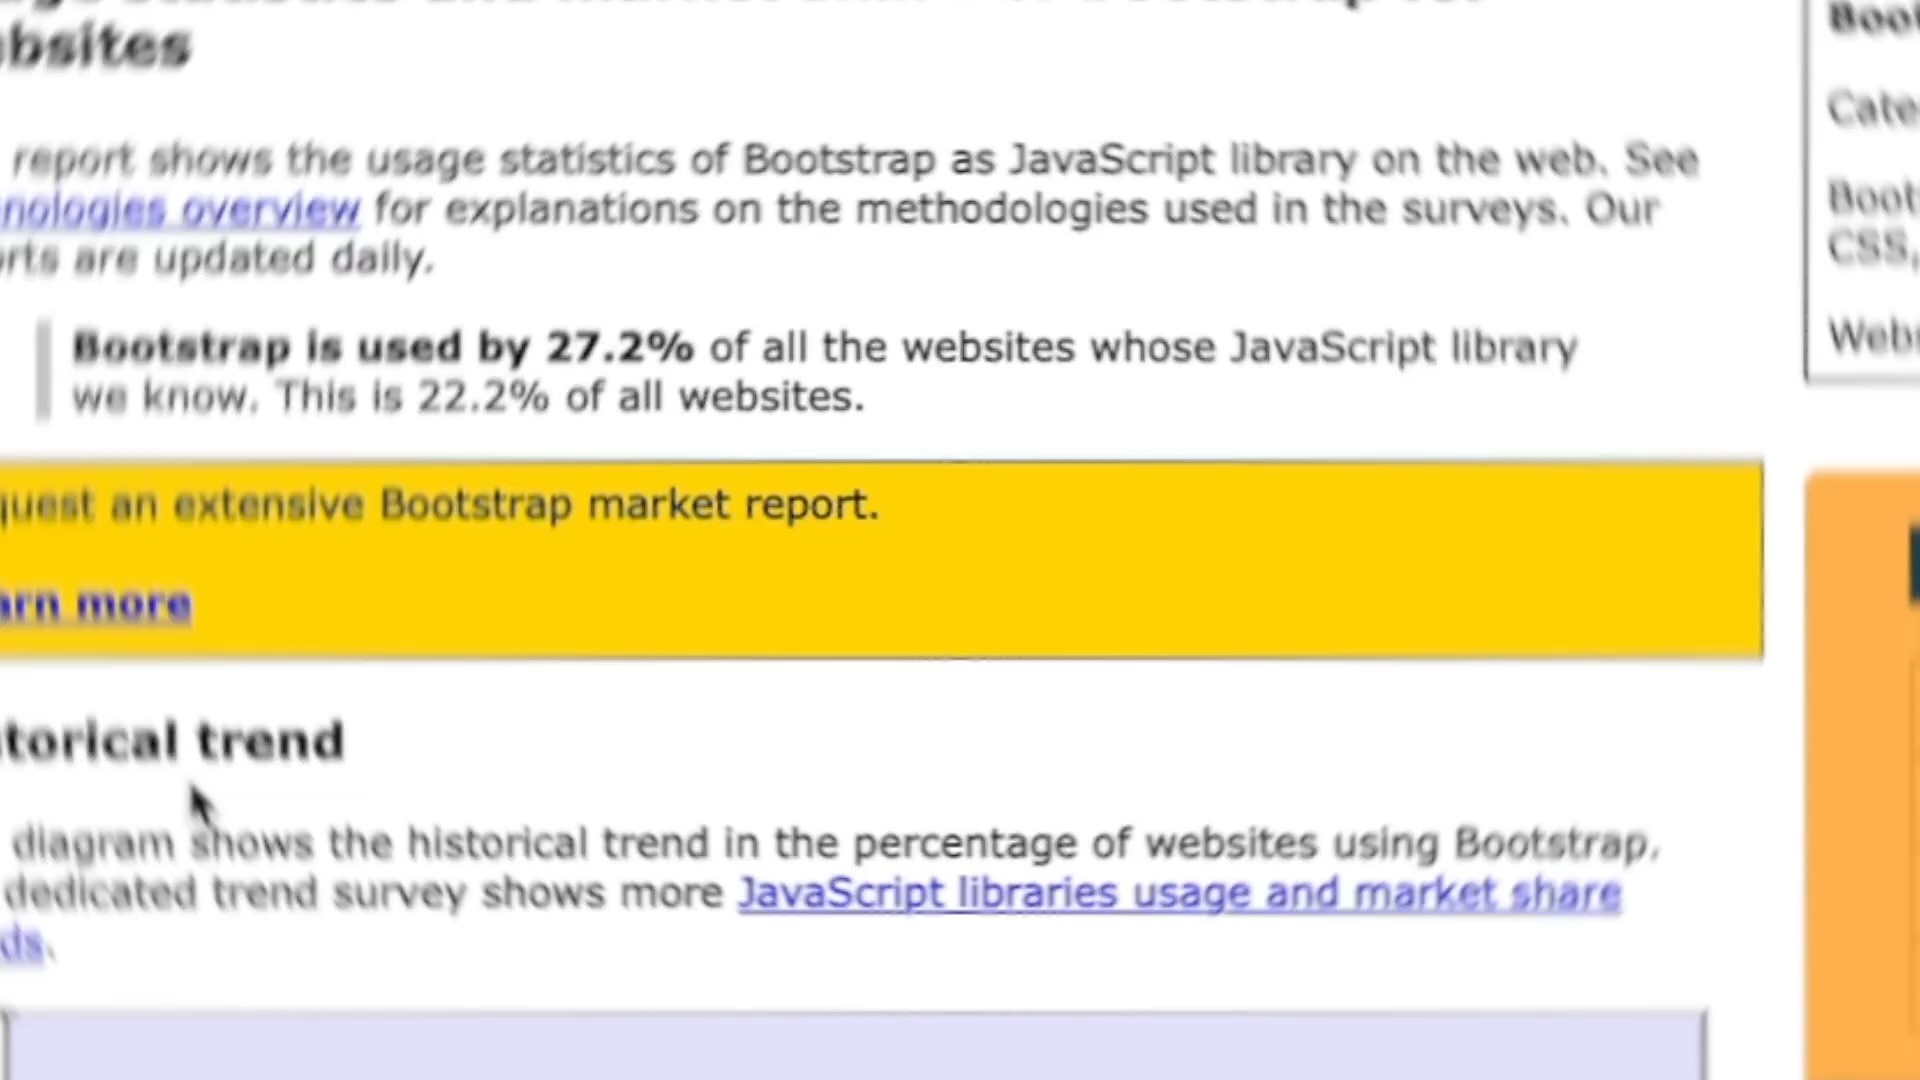 bsites
Boot
report shows the usage statistics of Bootstrap as JavaScript library on the web. See
nologies overview for explanations on the methodologies used in the surveys. Our
rts are updated daily.
Bootstrap is used by 27.2% of all the websites whose JavaScript library
we know. This is 22.2% of all websites.
quest an extensive Bootstrap market report.
arn more
torical trend
diagram shows the historical trend in the percentage of websites using Bootstrap.
dedicated trend survey shows more JavaScript libraries usage and market share
ds.
Cate
Boot
CSS,
Web